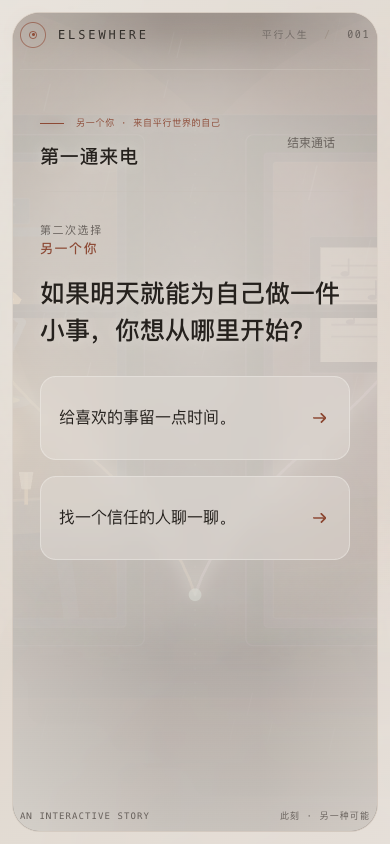 ELSEWHERE
平行人生 / 001
另一个你 · 来自平行世界的自己
第一通来电
结束通话
第二次选择
另一个你
如果明天就能为自己做一件
小事，你想从哪里开始?
给喜欢的事留一点时间。 →
找一个信任的人聊一聊。 →
AN INTERACTIVE STORY
此刻 · 另一种可能